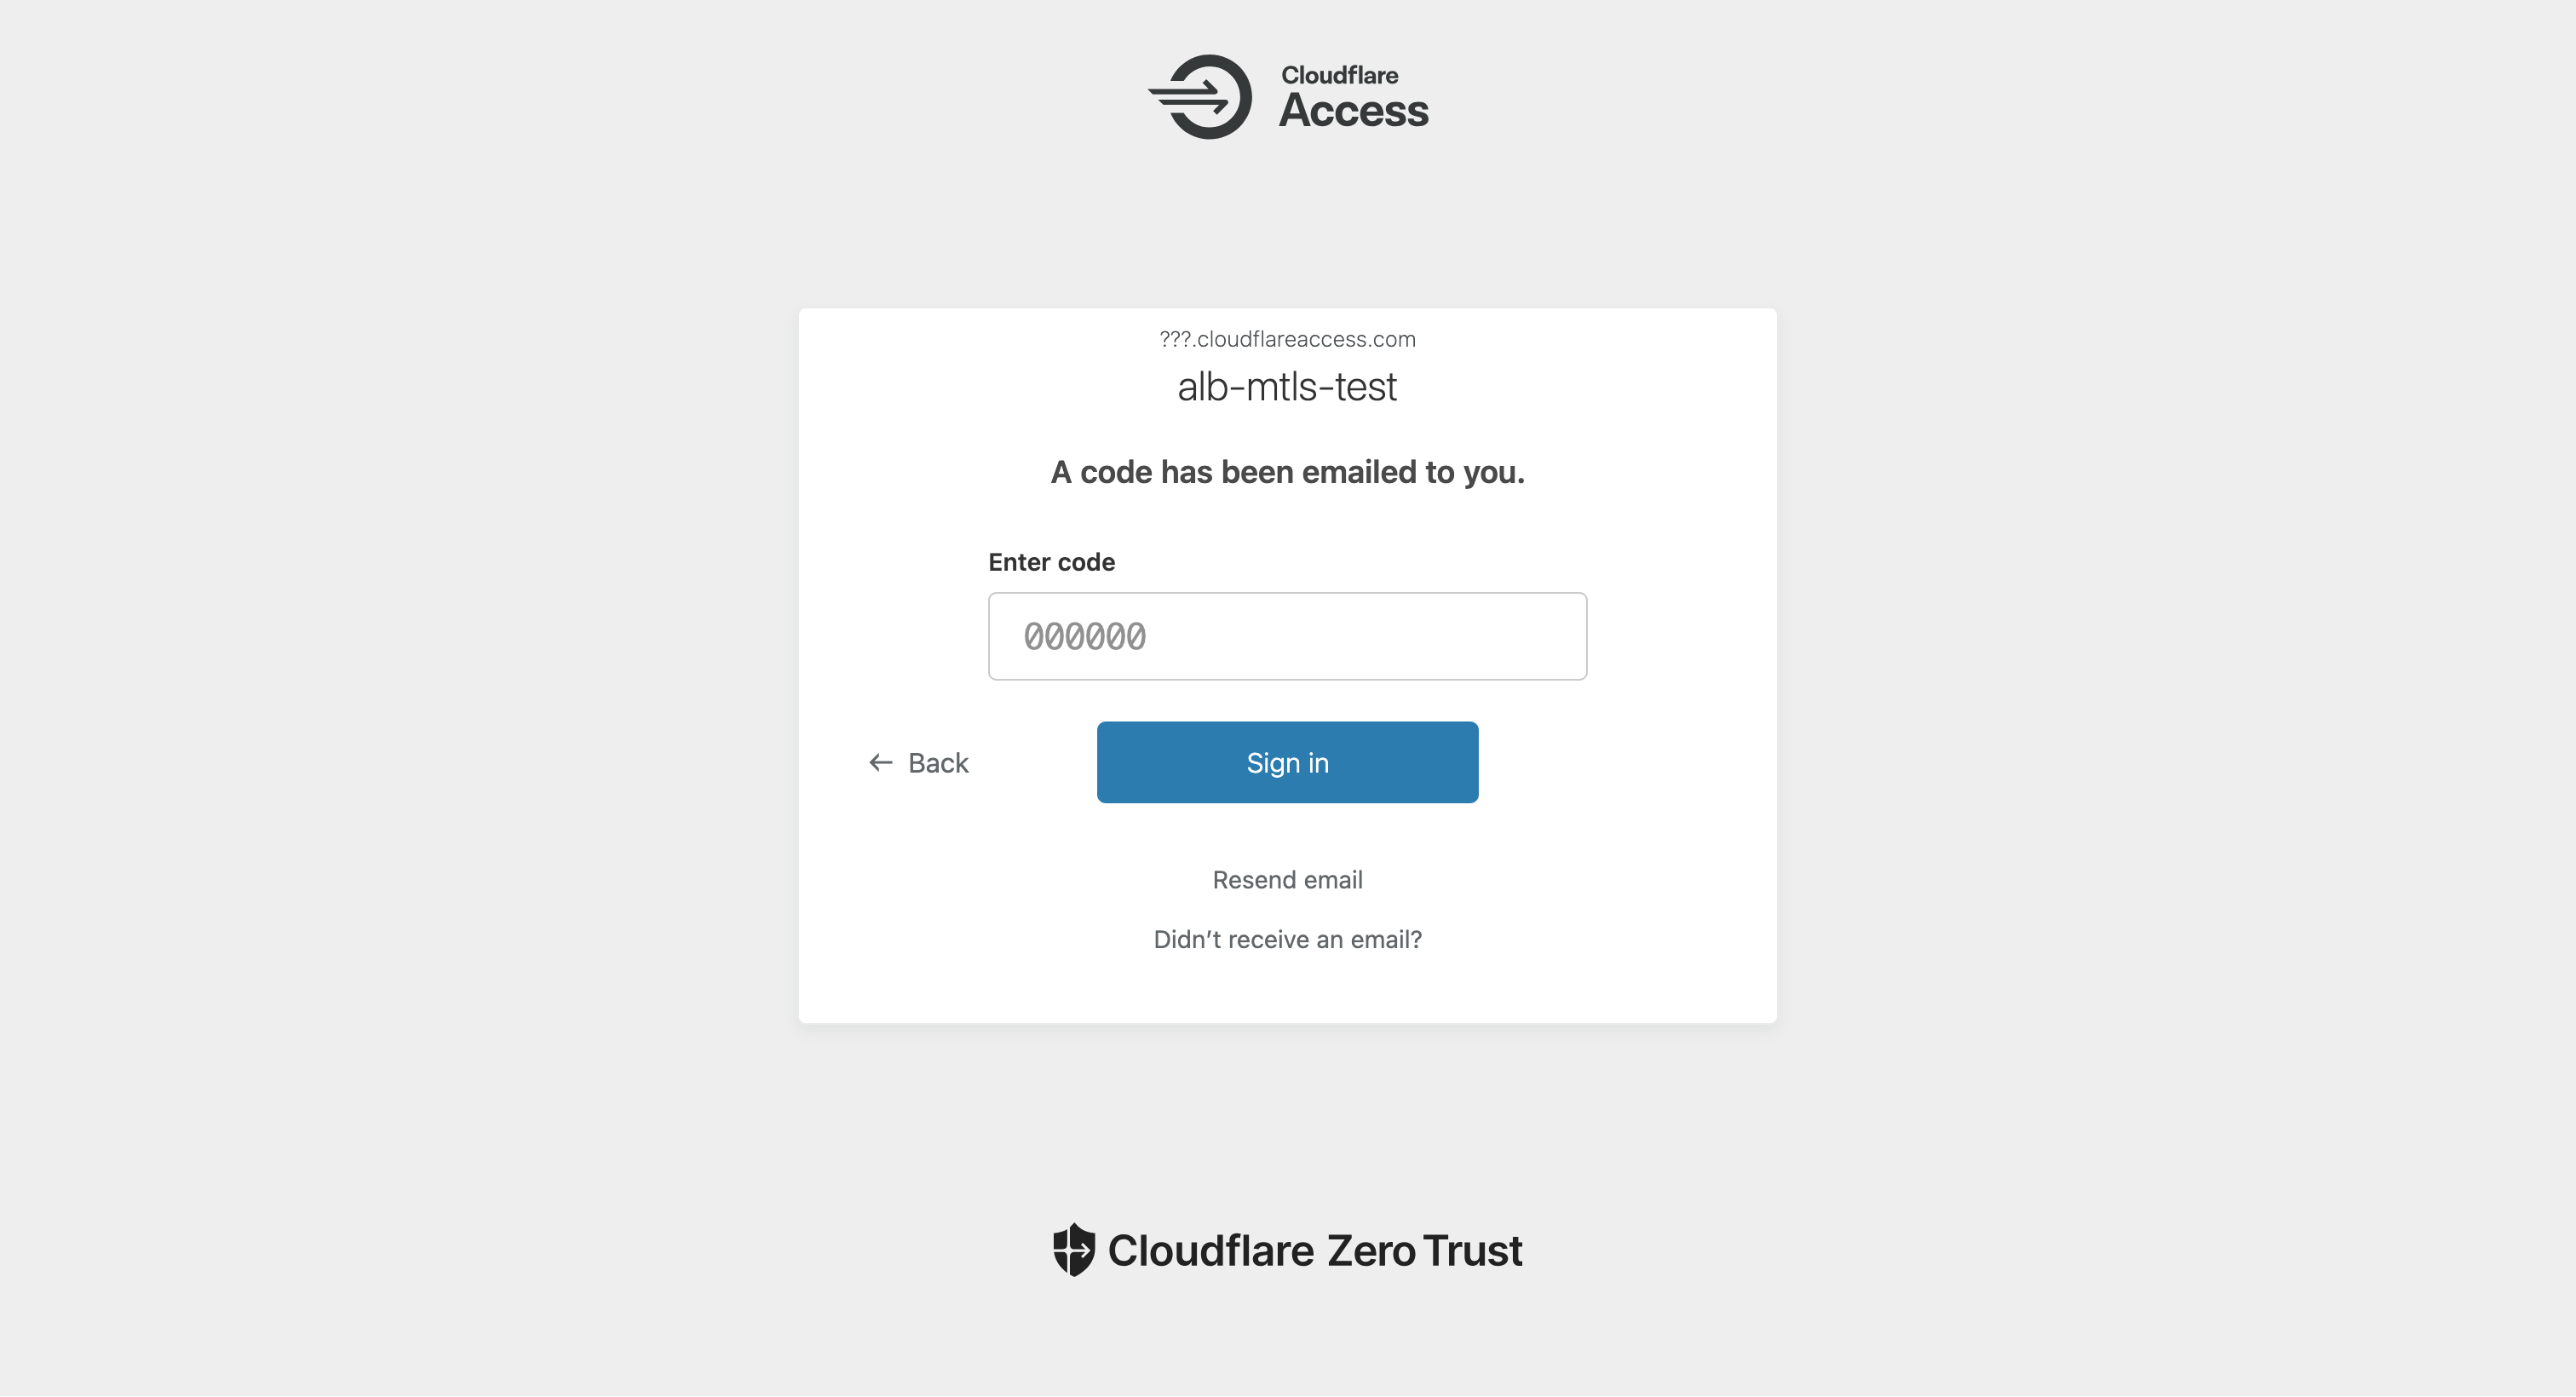 Cloudflare
Access
???.cloudflareaccess.com
alb-mtls-test
A code has been emailed to you.
Enter code
000000
← Back
Sign in
Resend email
Didn’t receive an email?
Cloudflare Zero Trust